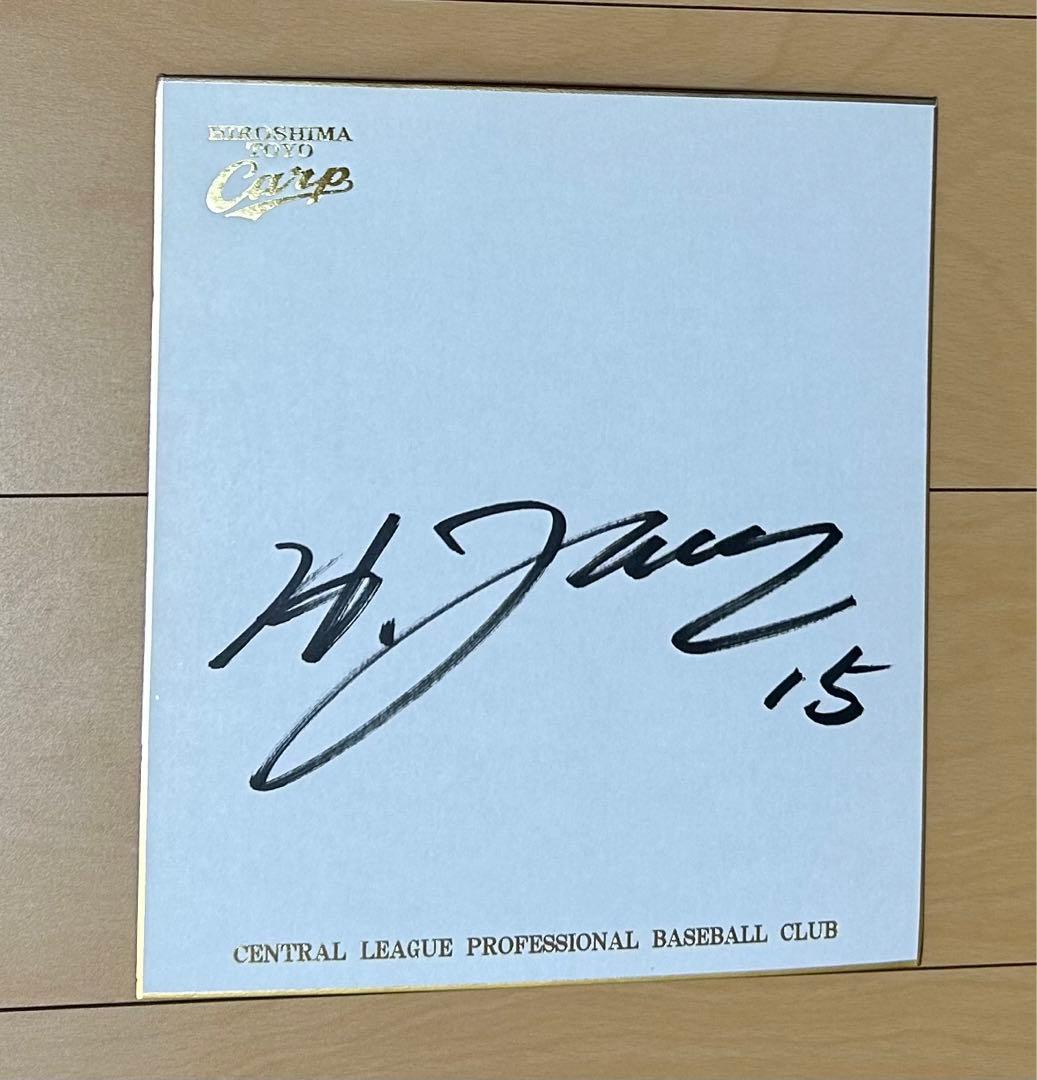 HIROSHIMA
TOYO
Carp
H.
15
CENTRAL LEAGUE PROFESSIONAL BASEBALL CLUB